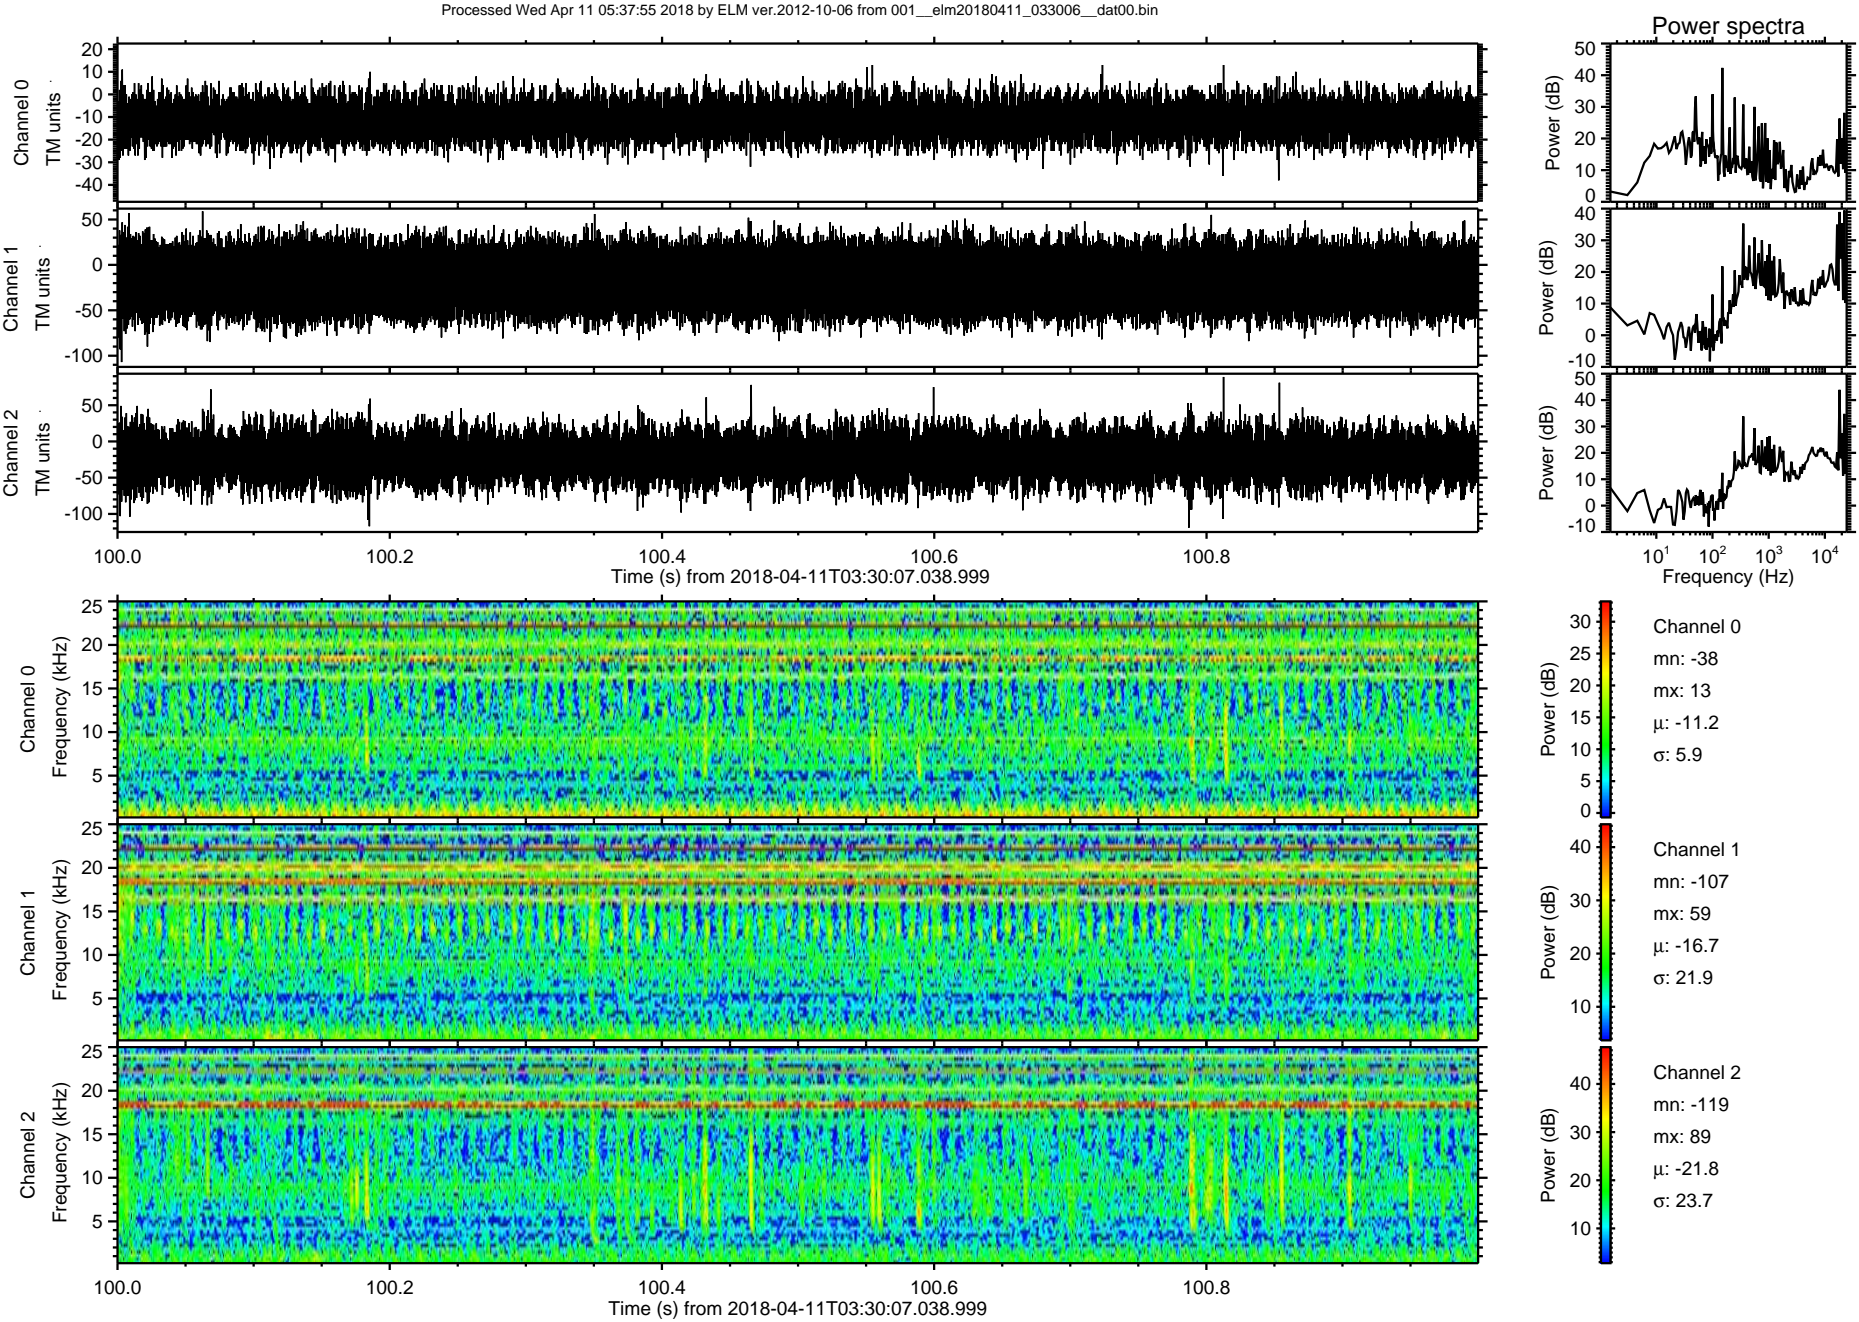 Processed Wed Apr 11 05:37:55 2018 by ELM ver.2012-10-06 from 001__elm20180411_033006__dat00.bin
Power spectra
Channel 0
TM units
20
10
0
-10
-20
-30
-40
Power (dB)
50
40
30
20
10
0
Channel 1
TM units
50
0
-50
-100
Power (dB)
40
30
20
10
0
-10
Channel 2
TM units
50
0
-50
-100
Power (dB)
50
40
30
20
10
0
-10
100.0 100.2 100.4 100.6 100.8
Time (s) from 2018-04-11T03:30:07.038.999
10^1 10^2 10^3 10^4
Frequency (Hz)
Channel 0
Frequency (kHz)
25
20
15
10
5
Power (dB)
30
25
20
15
10
5
0
Channel 0
mn: -38
mx: 13
μ: -11.2
σ: 5.9
Channel 1
Frequency (kHz)
25
20
15
10
5
Power (dB)
40
30
20
10
Channel 1
mn: -107
mx: 59
μ: -16.7
σ: 21.9
Channel 2
Frequency (kHz)
25
20
15
10
5
Power (dB)
40
30
20
10
Channel 2
mn: -119
mx: 89
μ: -21.8
σ: 23.7
100.0 100.2 100.4 100.6 100.8
Time (s) from 2018-04-11T03:30:07.038.999